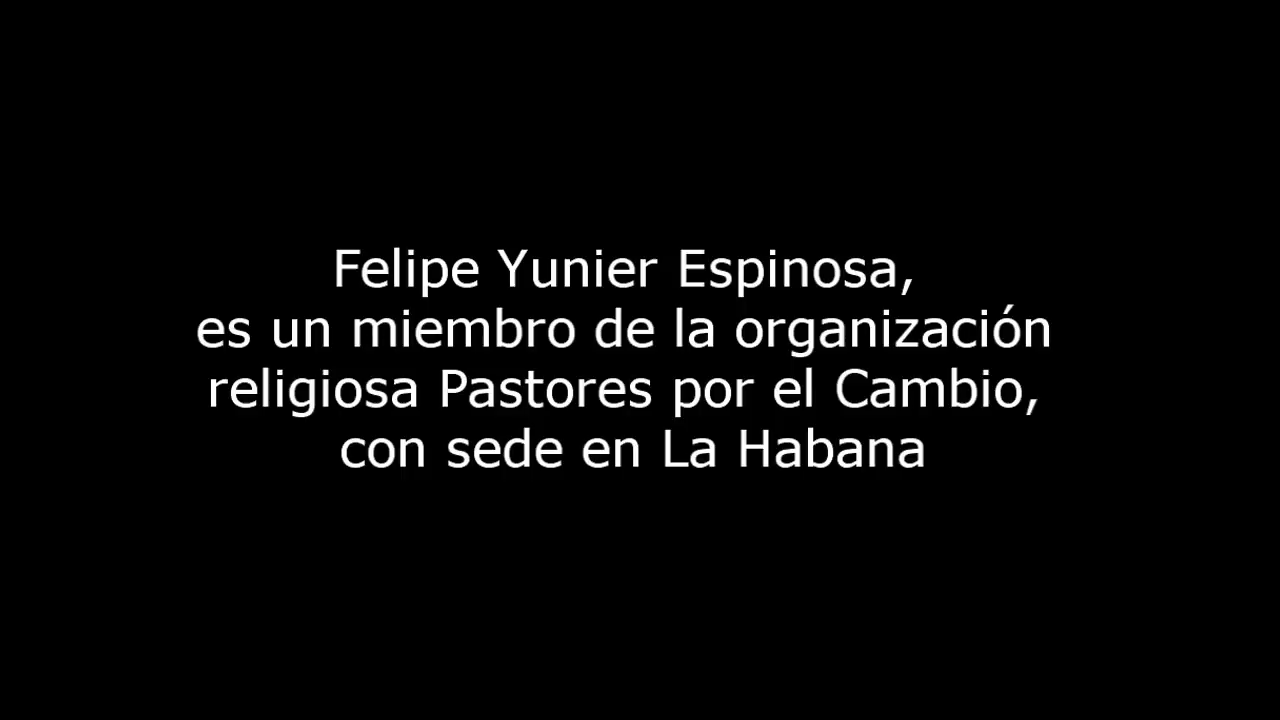 Felipe Yunier Espinosa,
es un miembro de la organización
religiosa Pastores por el Cambio,
con sede en La Habana